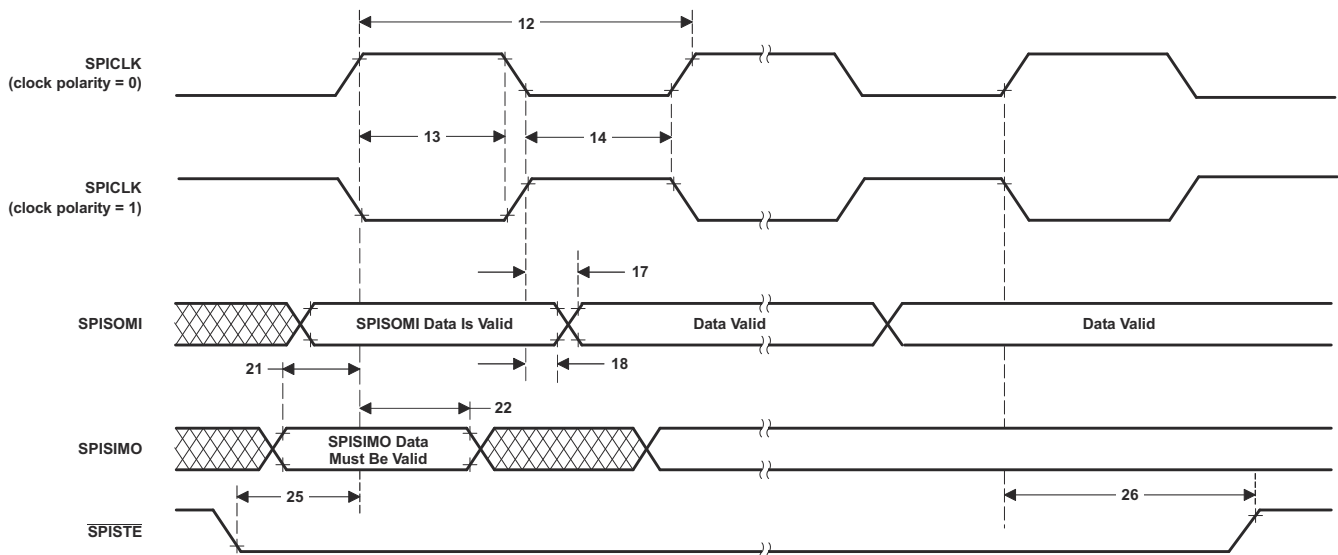 12
SPICLK
(clock polarity = 0)
13
14
SPICLK
(clock polarity = 1)
17
SPISOMI
SPISOMI Data Is Valid
Data Valid
Data Valid
21
18
22
SPISIMO
SPISIMO Data
Must Be Valid
25
26
SPISTE